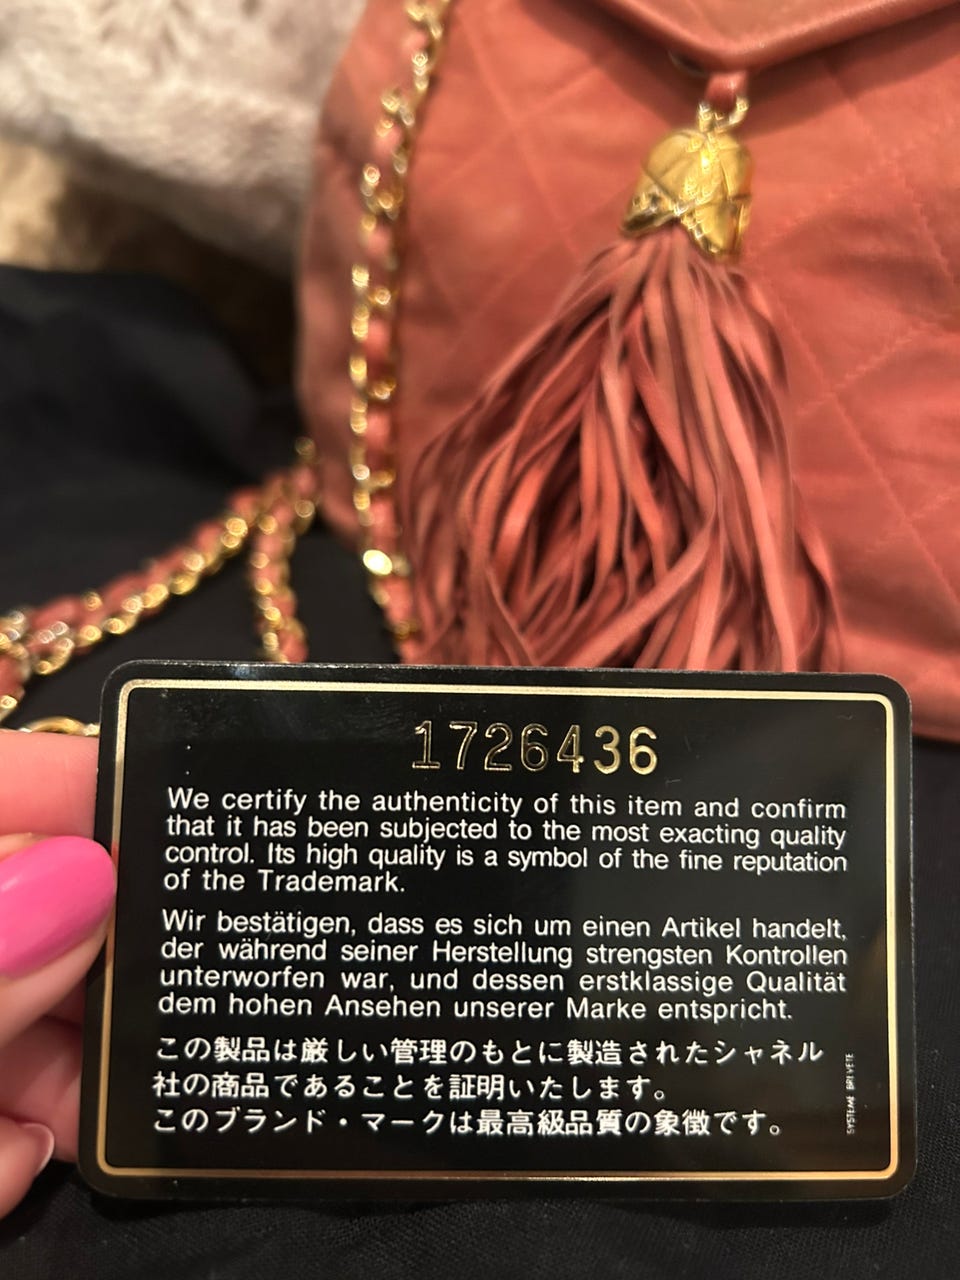 1726436
We certify the authenticity of this item and confirm
that it has been subjected to the most exacting quality
control. Its high quality is a symbol of the fine reputation
of the Trademark.
Wir bestätigen, dass es sich um einen Artikel handelt,
der während seiner Herstellung strengsten Kontrollen
unterworfen war, und dessen erstklassige Qualität
dem hohen Ansehen unserer Marke entspricht.
この製品は厳しい管理のもとに製造されたシャネル
社の商品であることを証明いたします。
このブランド・マークは最高級品質の象徴です。
SYSTEME BREVETE